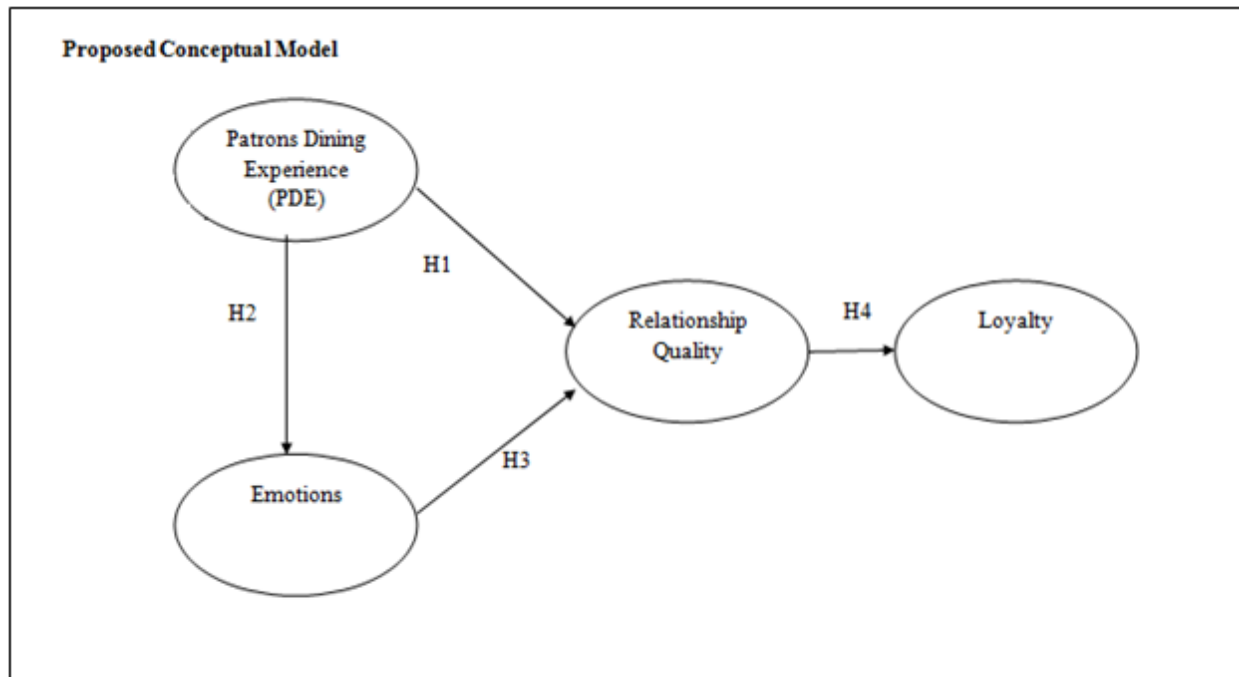 Proposed Conceptual Model
Patrons Dining
Experience
(PDE)
H1
H2
Relationship
Quality
H4
Loyalty
H3
Emotions